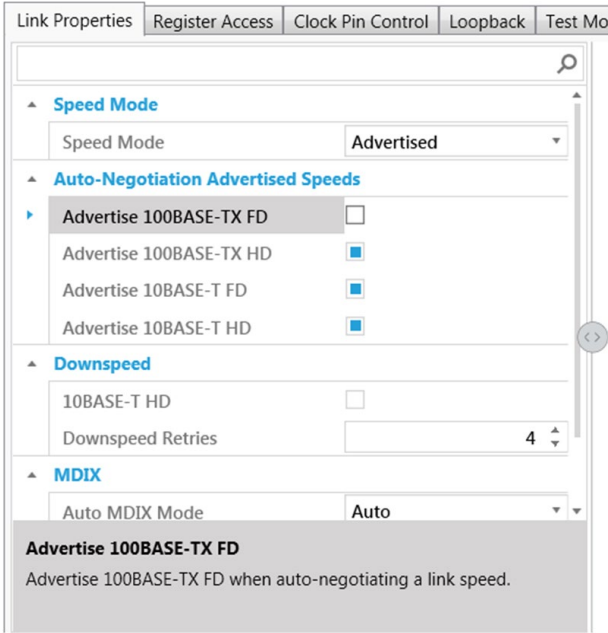 Link Properties Register Access Clock Pin Control Loopback Test Mo
Speed Mode
Speed Mode Advertised
Auto-Negotiation Advertised Speeds
Advertise 100BASE-TX FD
Advertise 100BASE-TX HD
Advertise 10BASE-T FD
Advertise 10BASE-T HD
Downspeed
10BASE-T HD
Downspeed Retries 4
MDIX
Auto MDIX Mode Auto
Advertise 100BASE-TX FD
Advertise 100BASE-TX FD when auto-negotiating a link speed.